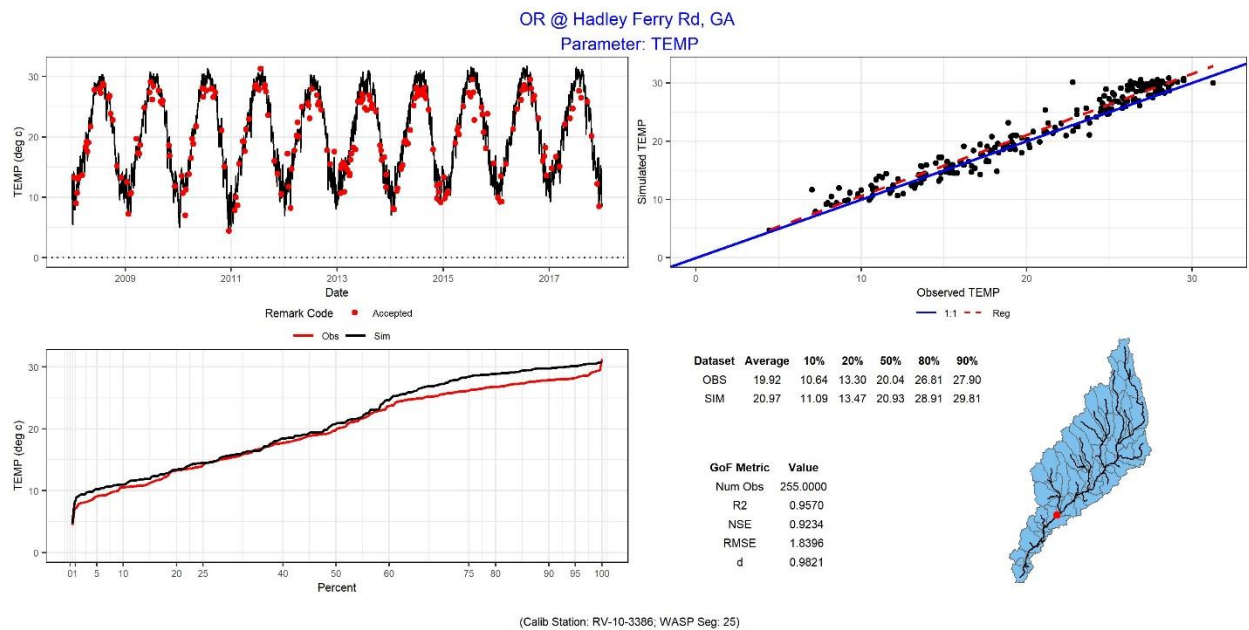 OR @ Hadley Ferry Rd, GA
Parameter: TEMP
TEMP (deg c)
30
20
10
0
2009 2011 2013 2015 2017
Date
Remark Code Accepted
Simulated TEMP
30
20
10
0
0 10 20 30
Observed TEMP
1:1 Reg
Obs Sim
TEMP (deg c)
30
20
10
0
0 1 5 10 20 25 40 50 60 75 80 90 95 100
Percent
Dataset Average 10% 20% 50% 80% 90%
OBS 19.92 10.64 13.30 20.04 26.81 27.90
SIM 20.97 11.09 13.47 20.93 28.91 29.81
GoF Metric Value
Num Obs 255.0000
R2 0.9570
NSE 0.9234
RMSE 1.8396
d 0.9821
(Calib Station: RV-10-3386; WASP Seg: 25)